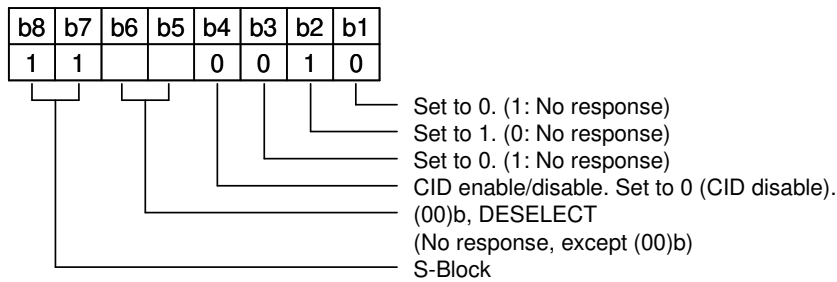 b8 b7 b6 b5 b4 b3 b2 b1
1 1 0 0 1 0
Set to 0. (1: No response)
Set to 1. (0: No response)
Set to 0. (1: No response)
CID enable/disable. Set to 0 (CID disable).
(00)b, DESELECT
(No response, except (00)b)
S-Block